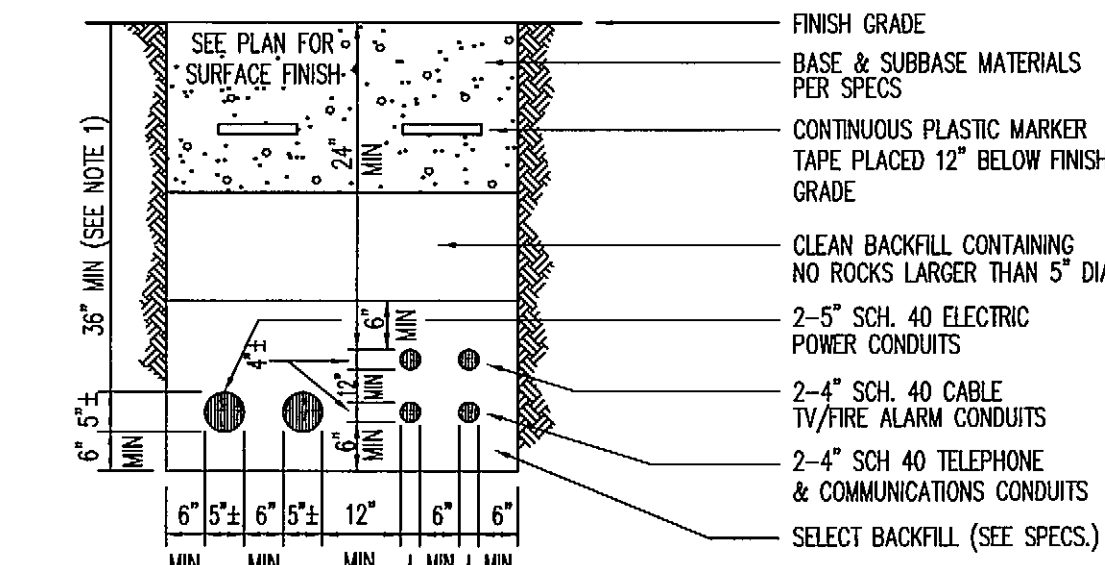 FINISH GRADE
SEE PLAN FOR
SURFACE FINISH
BASE & SUBBASE MATERIALS
PER SPECS
CONTINUOUS PLASTIC MARKER
TAPE PLACED 12" BELOW FINISH
GRADE
24"
MIN
36" MIN (SEE NOTE 1)
CLEAN BACKFILL CONTAINING
NO ROCKS LARGER THAN 5" DIA
6"
MIN
2-5" SCH. 40 ELECTRIC
POWER CONDUITS
4"±
12"
MIN
2-4" SCH. 40 CABLE
TV/FIRE ALARM CONDUITS
5"±
6"
MIN
6"
MIN
2-4" SCH 40 TELEPHONE
& COMMUNICATIONS CONDUITS
SELECT BACKFILL (SEE SPECS.)
6" 5"± 6" 5"± 12" 6" 6"
MIN MIN MIN MIN MIN